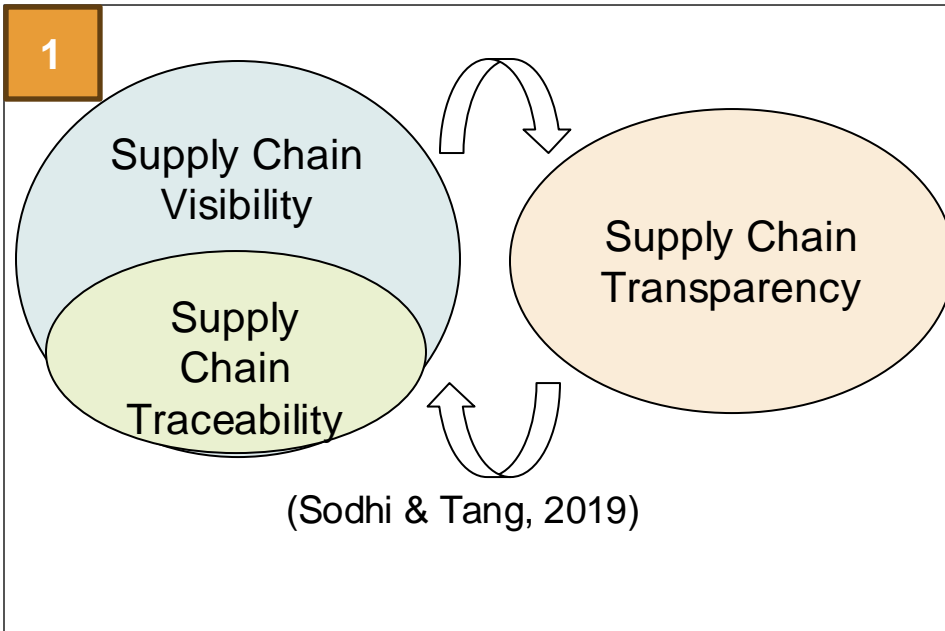 1
Supply Chain
Visibility
Supply
Chain
Traceability
Supply Chain
Transparency
(Sodhi & Tang, 2019)